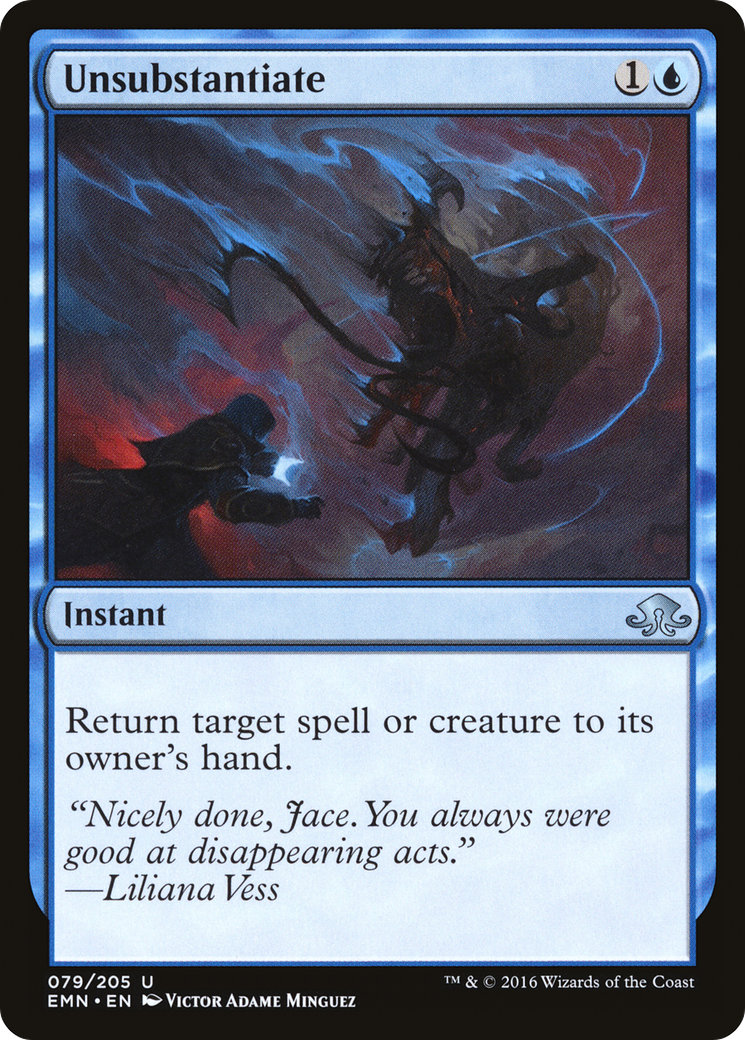 Unsubstantiate 1
Instant
Return target spell or creature to its
owner's hand.
“Nicely done, Jace. You always were
good at disappearing acts.”
—Liliana Vess
079/205 U
™ & © 2016 Wizards of the Coast
EMN • EN Victor Adame Minguez